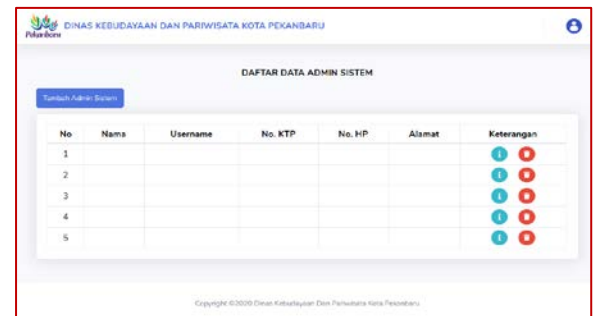 Pekanbaru
DINAS KEBUDAYAAN DAN PARIWISATA KOTA PEKANBARU
DAFTAR DATA ADMIN SISTEM
Tambah Admin Sistem
No Nama Username No. KTP No. HP Alamat Keterangan
1
2
3
4
5
Copyright ©2020 Dinas Kebudayaan Dan Pariwisata Kota Pekanbaru